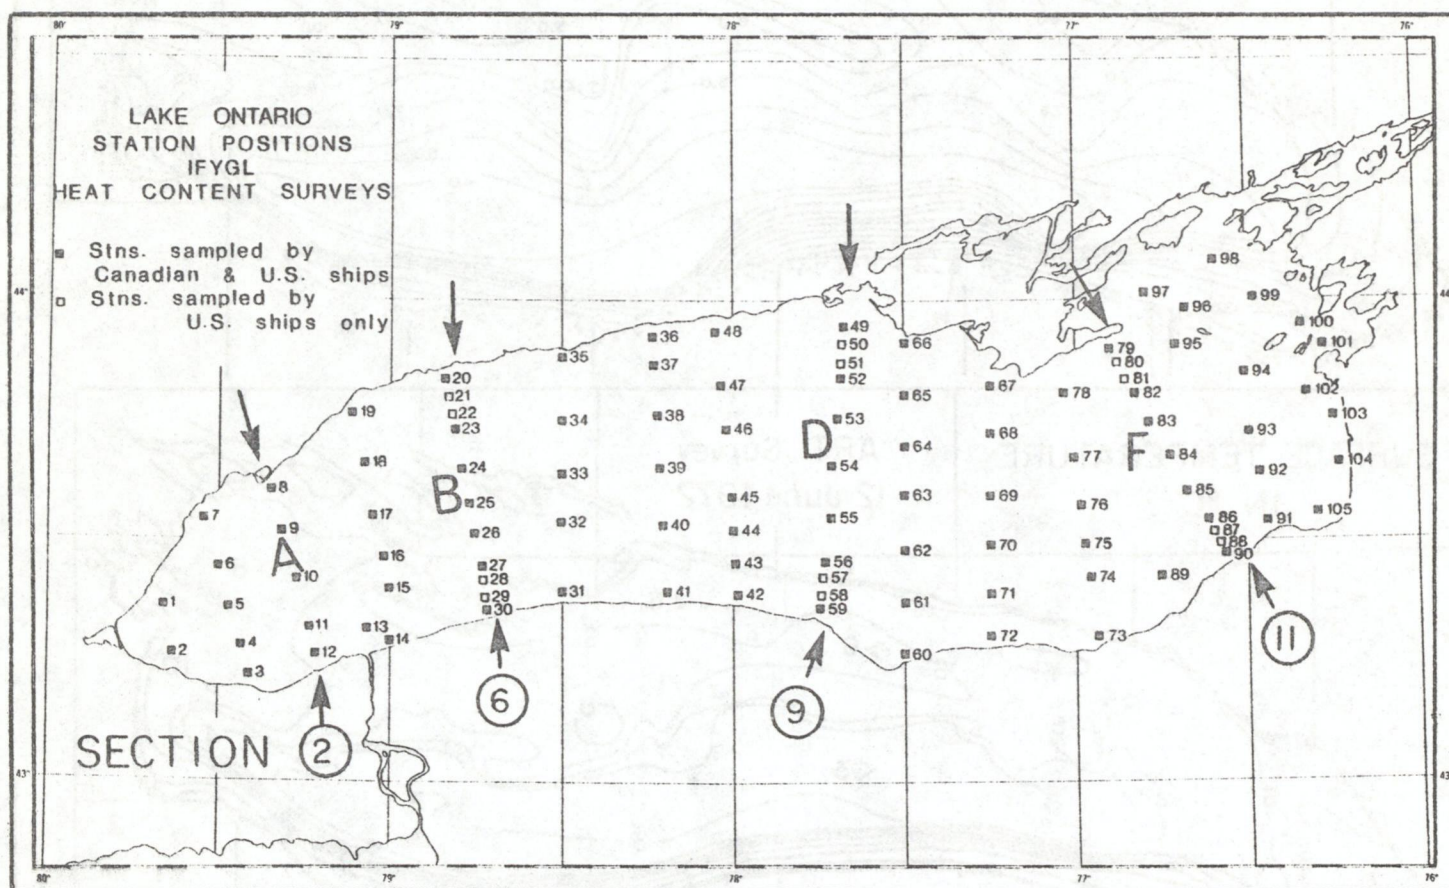 80° 79° 78° 77° 76°
LAKE ONTARIO
STATION POSITIONS
IFYGL
HEAT CONTENT SURVEYS
Stns. sampled by
Canadian & U.S. ships
Stns. sampled by
U.S. ships only
98
97 96 99
44° 44
100
49 95 101
36 48 50 66 79
35 37 51 80 94
20 52 81
47 67 78 82 102
21 65
19 22 34 38 53 83 103
23 46 68 D F 93
18 24 33 39 54 64 77 84 92 104
8 B 25 45 63 69 85
7 17 32 40 55 76 86 91 105
9 26 44 87
A 88
16 62 70 75 90
6 27 43 56
10 28 57 74 89
15 29 31 41 42 58 71
1 5 30 59 61
11 13 72 73
4 14
2 12 60
3
11
6
9
SECTION 2
43° 43
80° 79° 78° 77° 76°